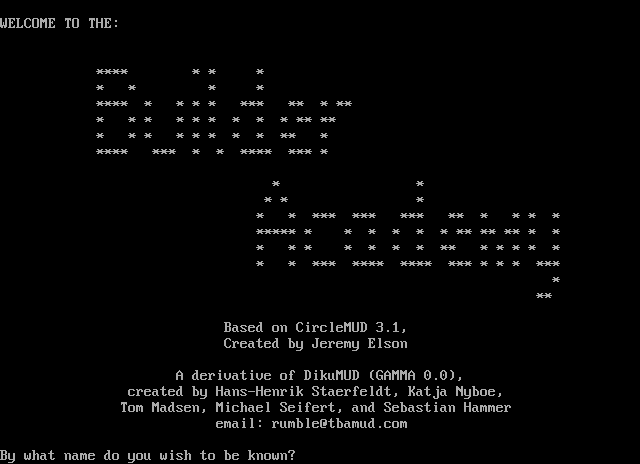 WELCOME TO THE:
Builder
Academy
Based on CircleMUD 3.1,
Created by Jeremy Elson
A derivative of DikuMUD (GAMMA 0.0),
created by Hans-Henrik Staerfeldt, Katja Nyboe,
Tom Madsen, Michael Seifert, and Sebastian Hammer
email: rumble@tbamud.com
By what name do you wish to be known?